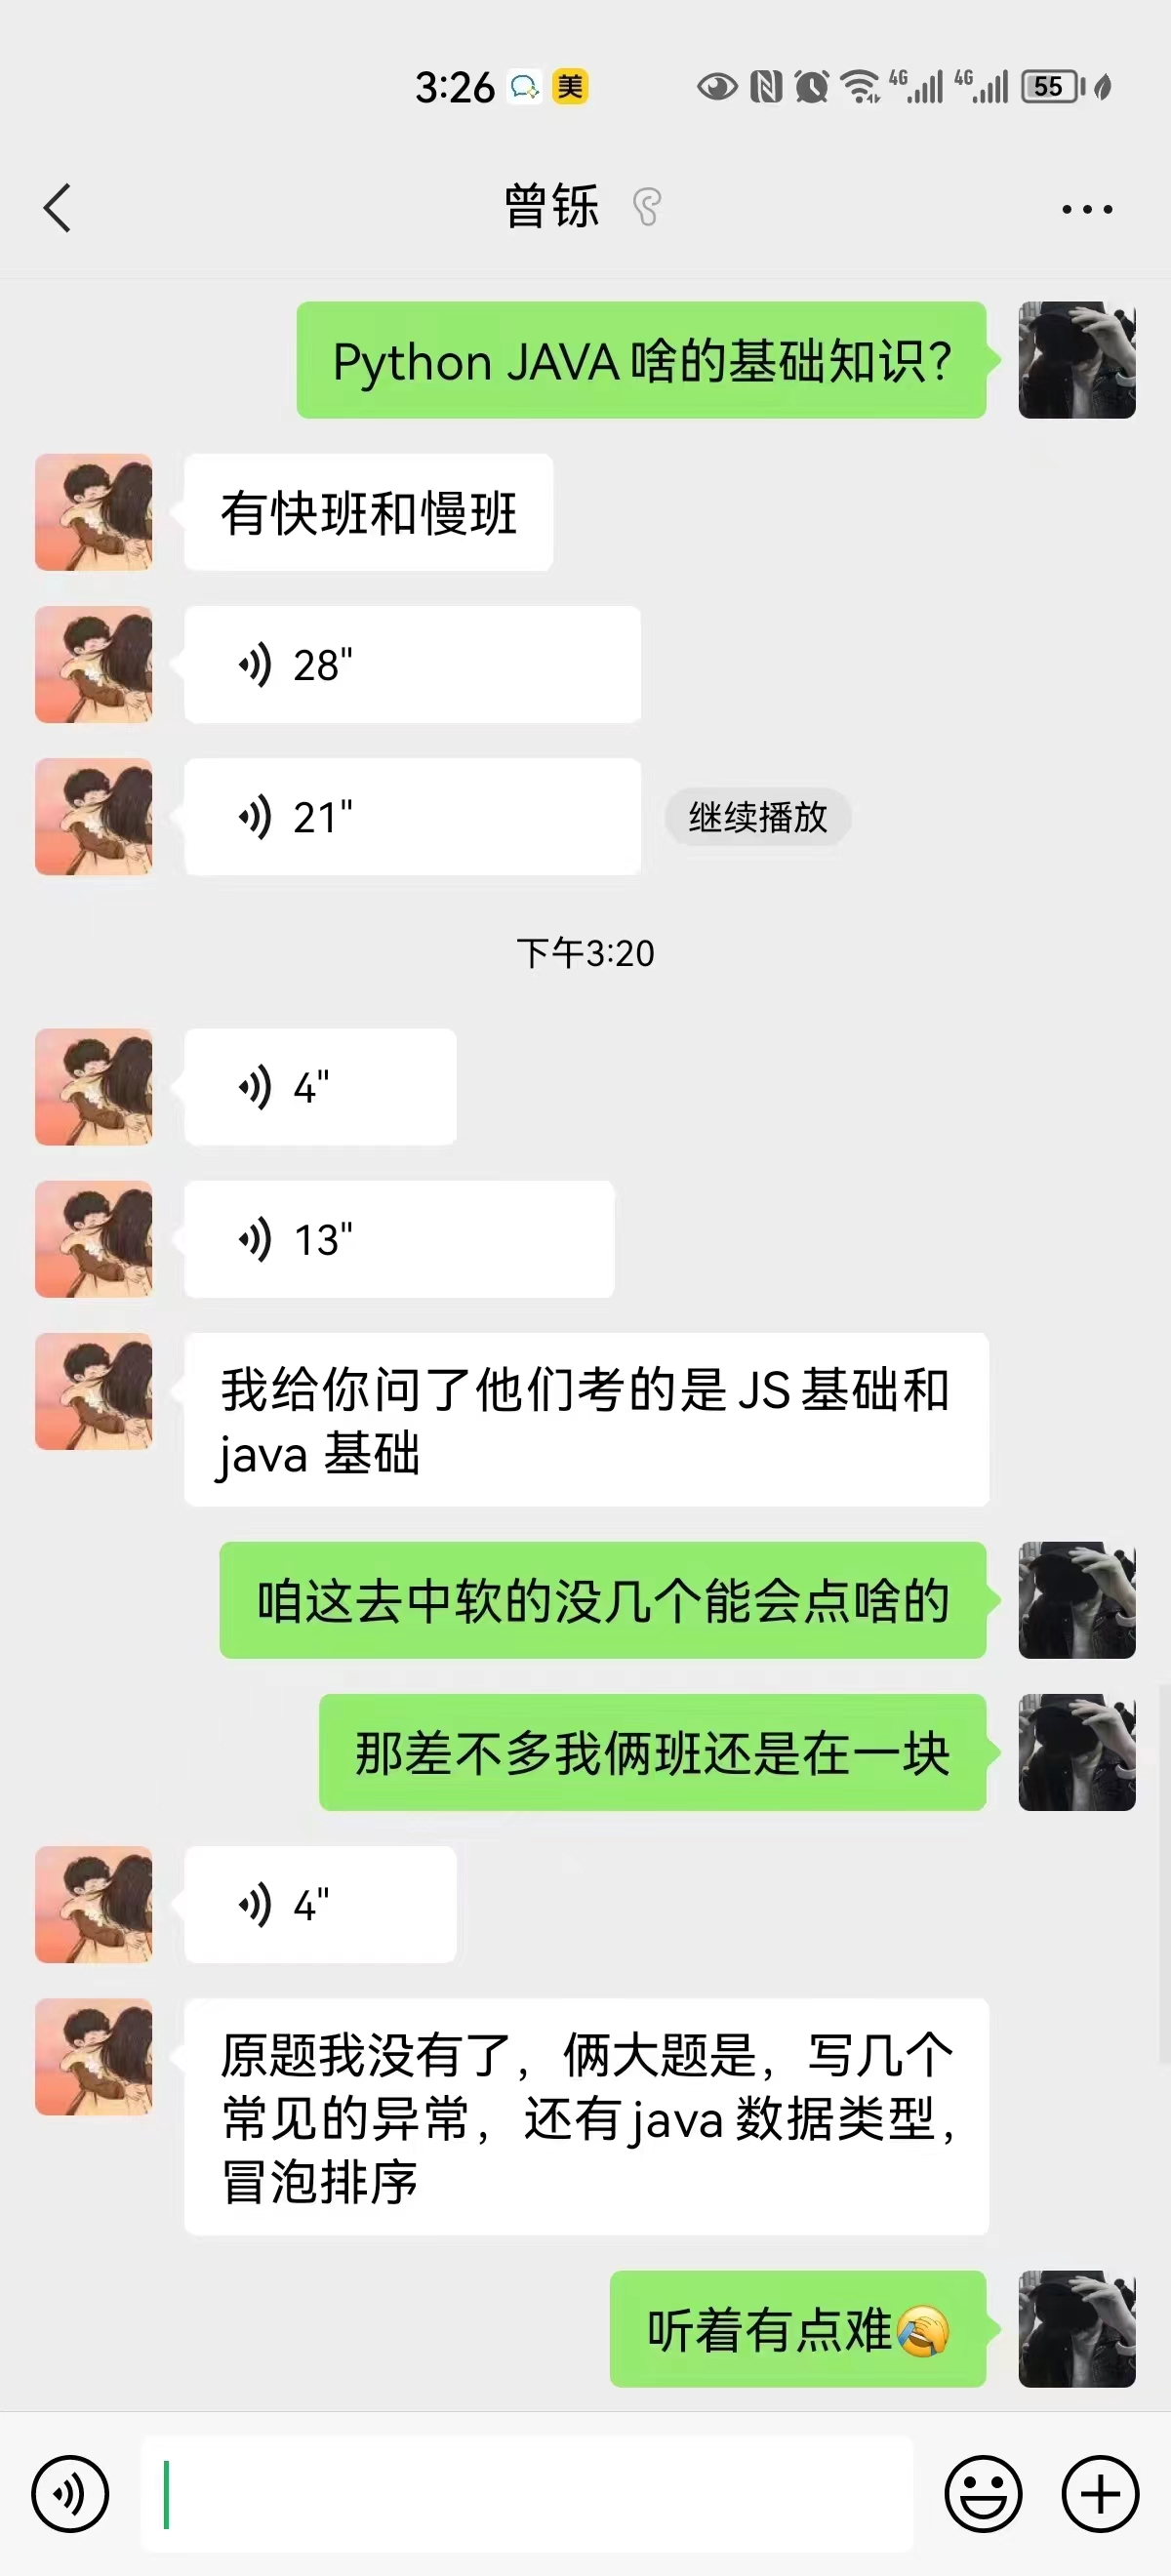 3:26 美 4G 4G 55
曾铄
Python JAVA 啥的基础知识?
有快班和慢班
28"
21" 继续播放
下午3:20
4"
13"
我给你问了他们考的是 JS 基础和
java 基础
咱这去中软的没几个能会点啥的
那差不多我俩班还是在一块
4"
原题我没有了，俩大题是，写几个
常见的异常，还有java 数据类型，
冒泡排序
听着有点难😂